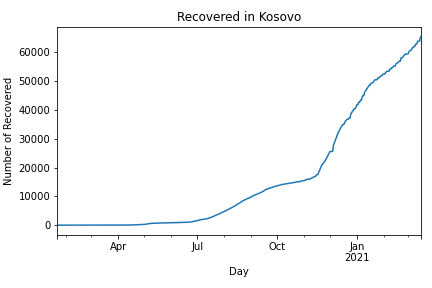 Recovered in Kosovo
Number of Recovered
60000
50000
40000
30000
20000
10000
0
Apr
Jul
Oct
Jan
2021
Day